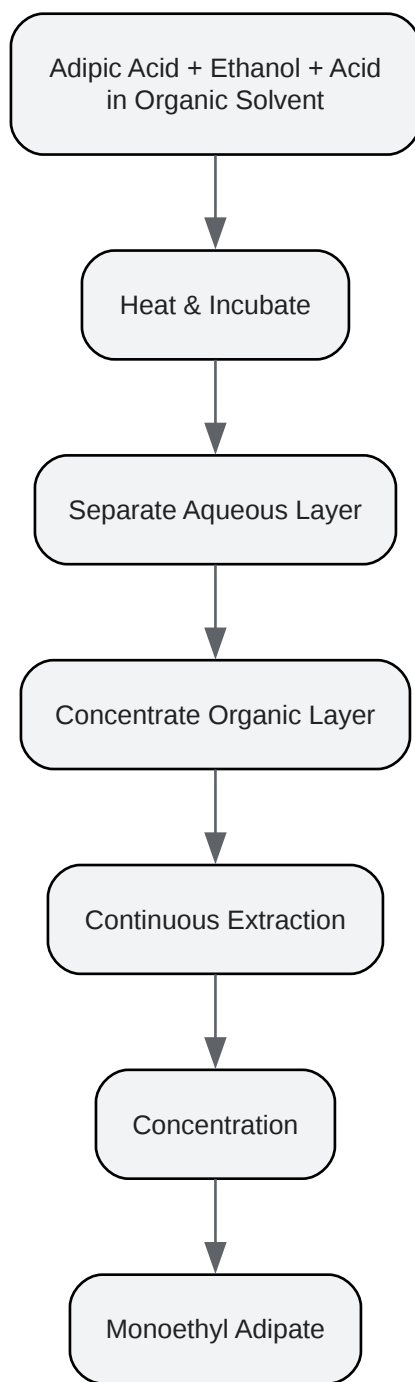 Adipic Acid + Ethanol + Acid
in Organic Solvent
Heat & Incubate
Separate Aqueous Layer
Concentrate Organic Layer
Continuous Extraction
Concentration
Monoethyl Adipate